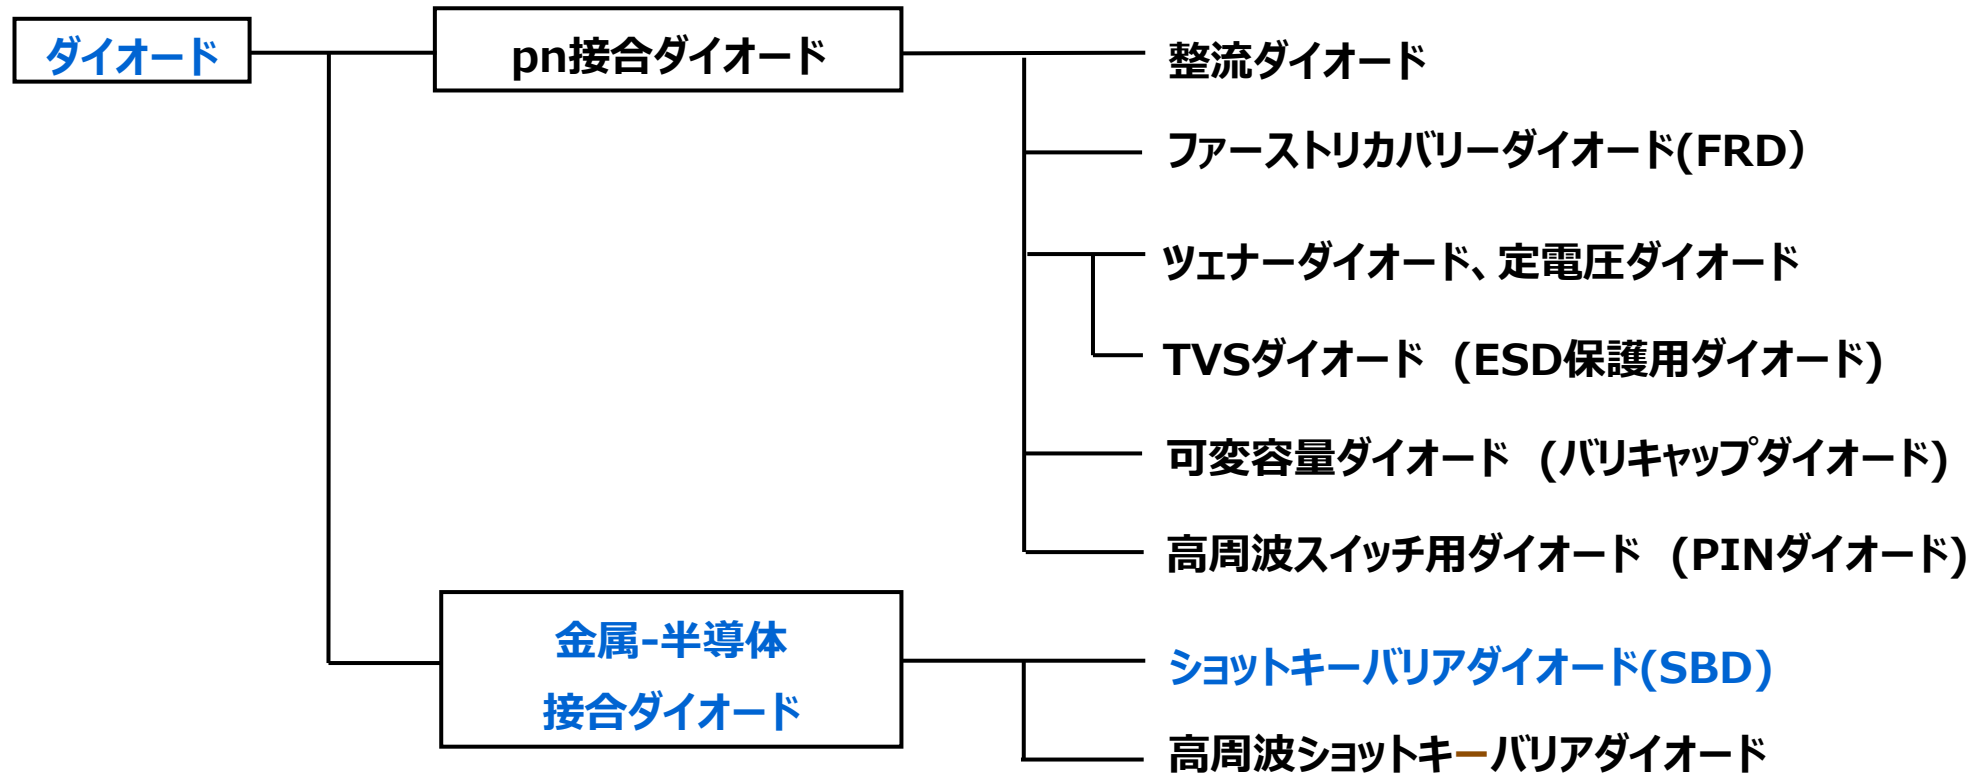 ダイオード
pn接合ダイオード
整流ダイオード
ファーストリカバリーダイオード(FRD）
ツェナーダイオード、定電圧ダイオード
TVSダイオード (ESD保護用ダイオード)
可変容量ダイオード (バリキャップダイオード)
高周波スイッチ用ダイオード (PINダイオード)
金属-半導体
接合ダイオード
ショットキーバリアダイオード(SBD)
高周波ショットキーバリアダイオード